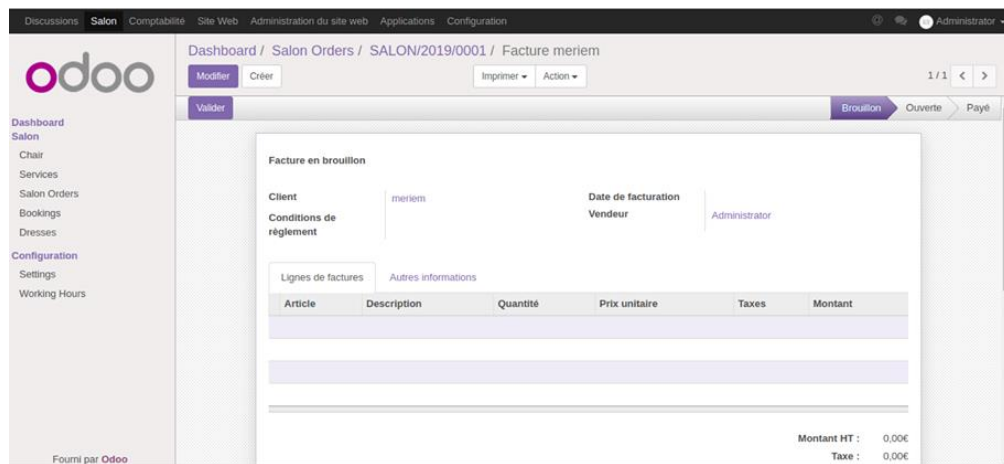 Discussions Salon Comptabilité Site Web Administration du site web Applications Configuration @ Administrator
odoo
Dashboard / Salon Orders / SALON/2019/0001 / Facture meriem
Modifier Créer Imprimer Action 1 / 1 < >
Valider Brouillon Ouverte Payé
Dashboard
Salon
Chair
Services
Salon Orders
Bookings
Dresses
Configuration
Settings
Working Hours
Facture en brouillon
Client meriem Date de facturation
Conditions de règlement Vendeur Administrator
Lignes de factures Autres informations
Article Description Quantité Prix unitaire Taxes Montant
Montant HT : 0,00€
Taxe : 0,00€
Fourni par Odoo